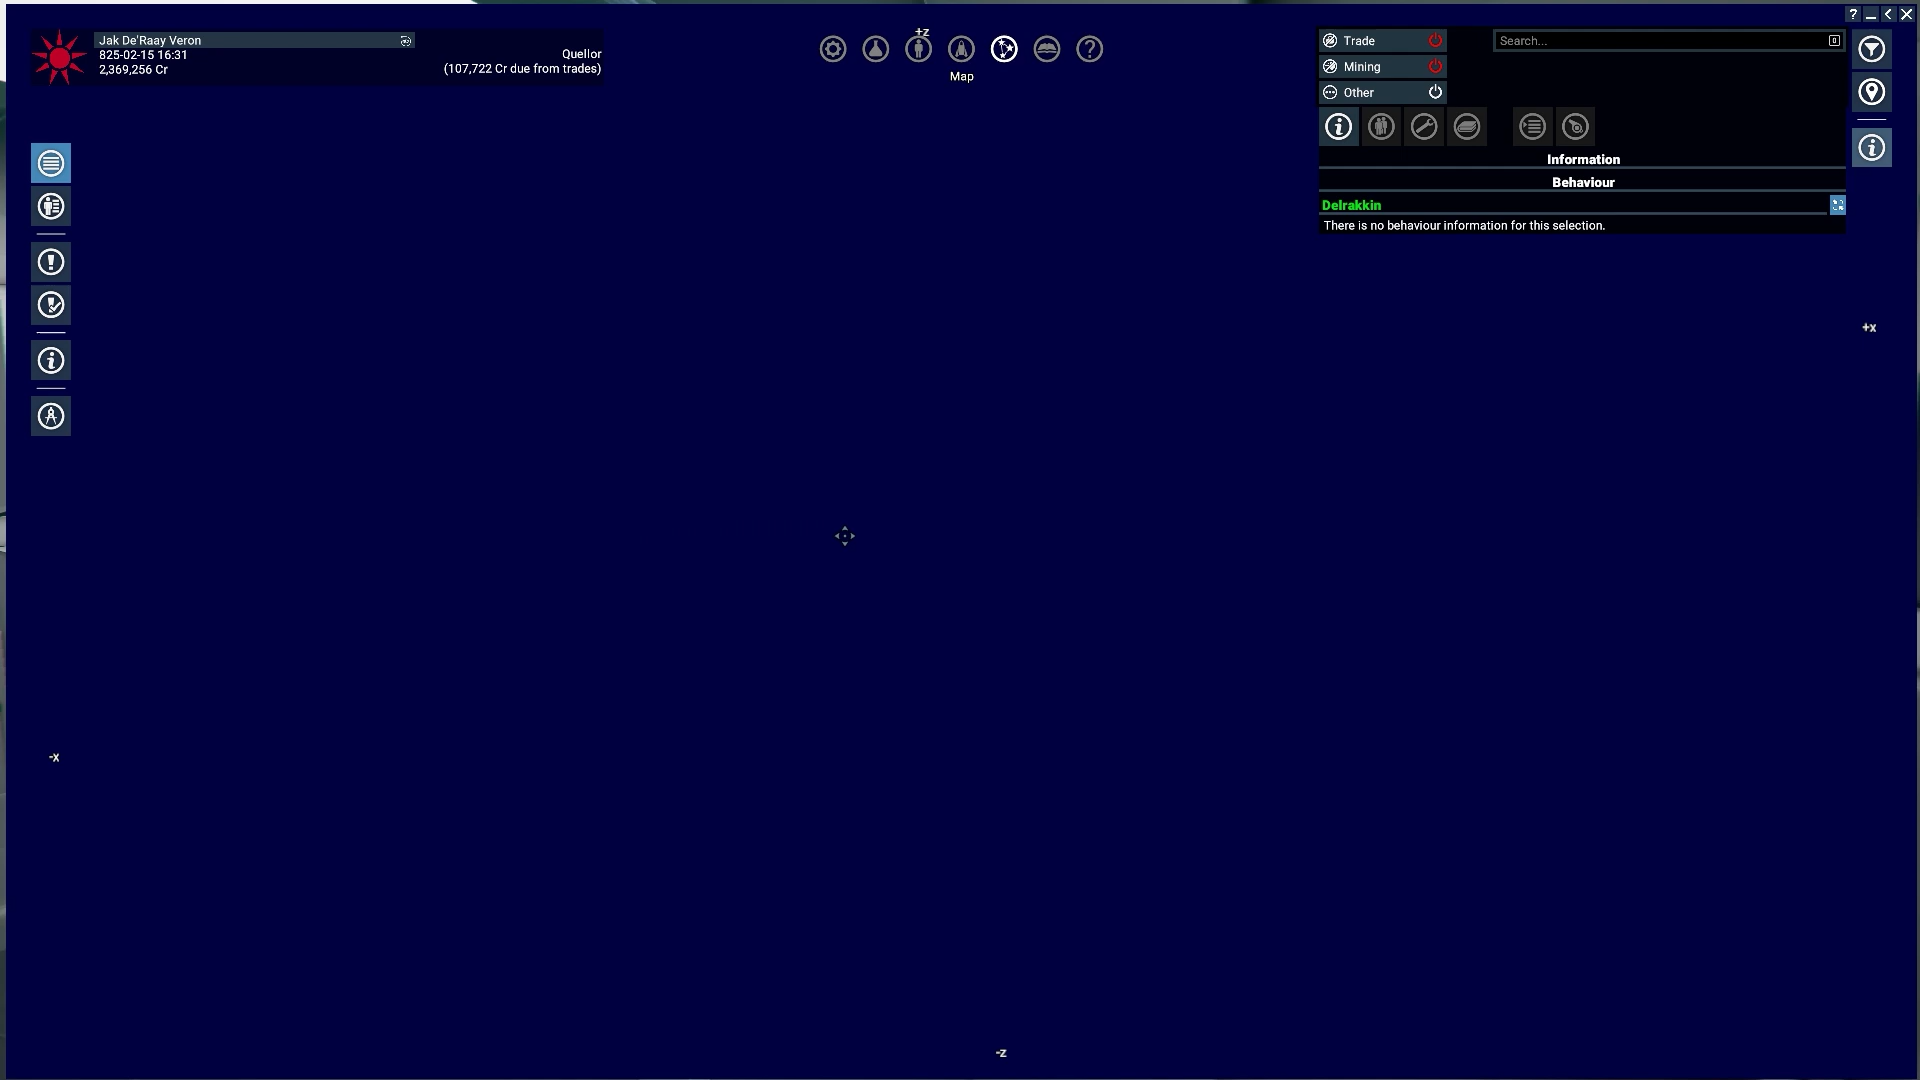 Jak De'Raay Veron
825-02-15 16:31
2,369,256 Cr
Quellor
(107,722 Cr due from trades)
+z
Map
Trade
Mining
Other
Search...
Information
Behaviour
Delrakkin
There is no behaviour information for this selection.
+x
-x
-z